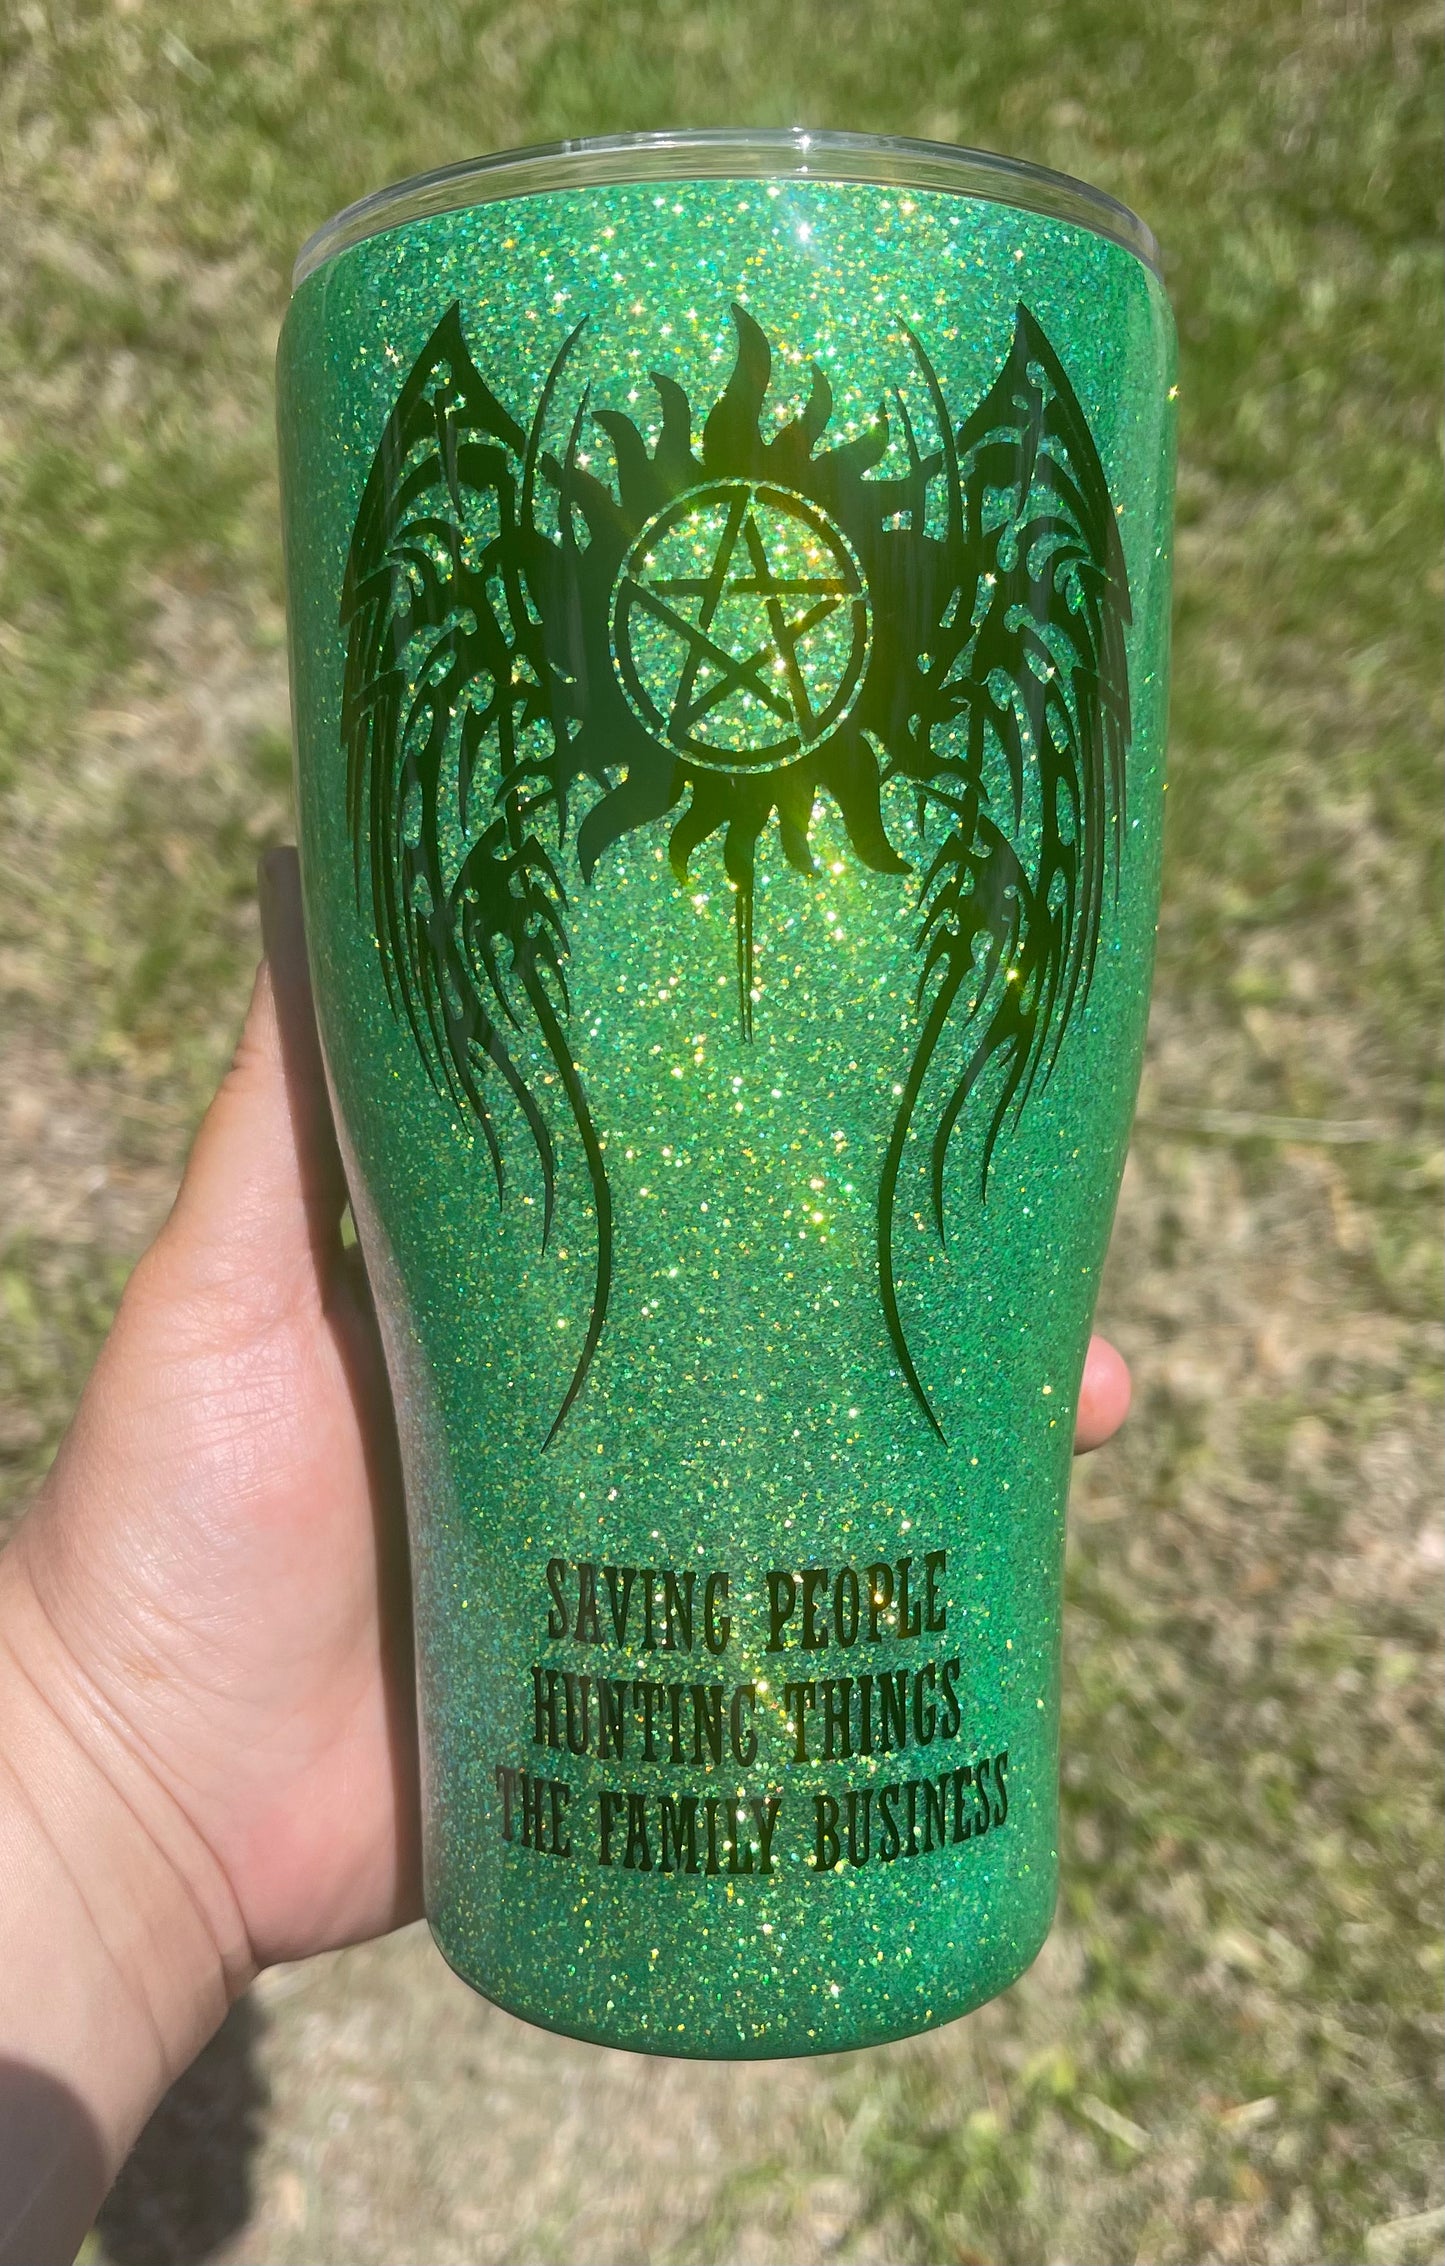 SAVING PEOPLE
HUNTING THINGS
THE FAMILY BUSINESS